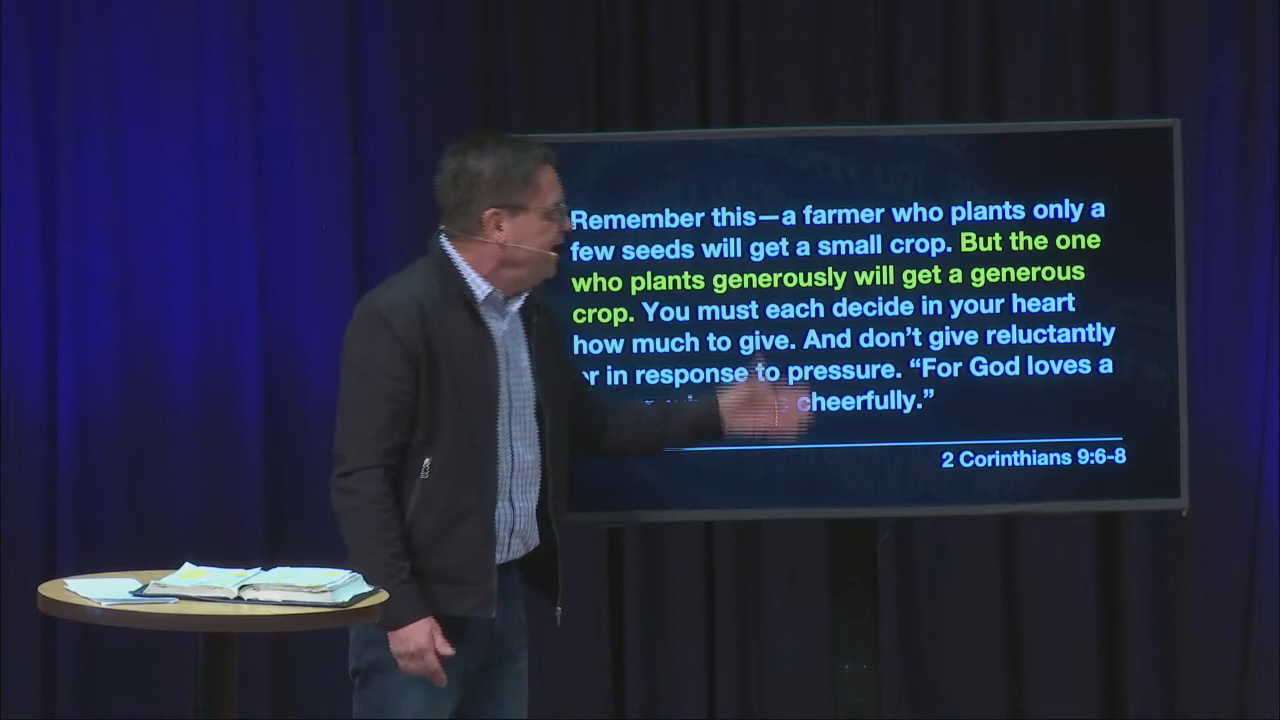 Remember this—a farmer who plants only a
few seeds will get a small crop. But the one
who plants generously will get a generous
crop. You must each decide in your heart
how much to give. And don’t give reluctantly
or in response to pressure. “For God loves a
cheerfully.”
2 Corinthians 9:6-8